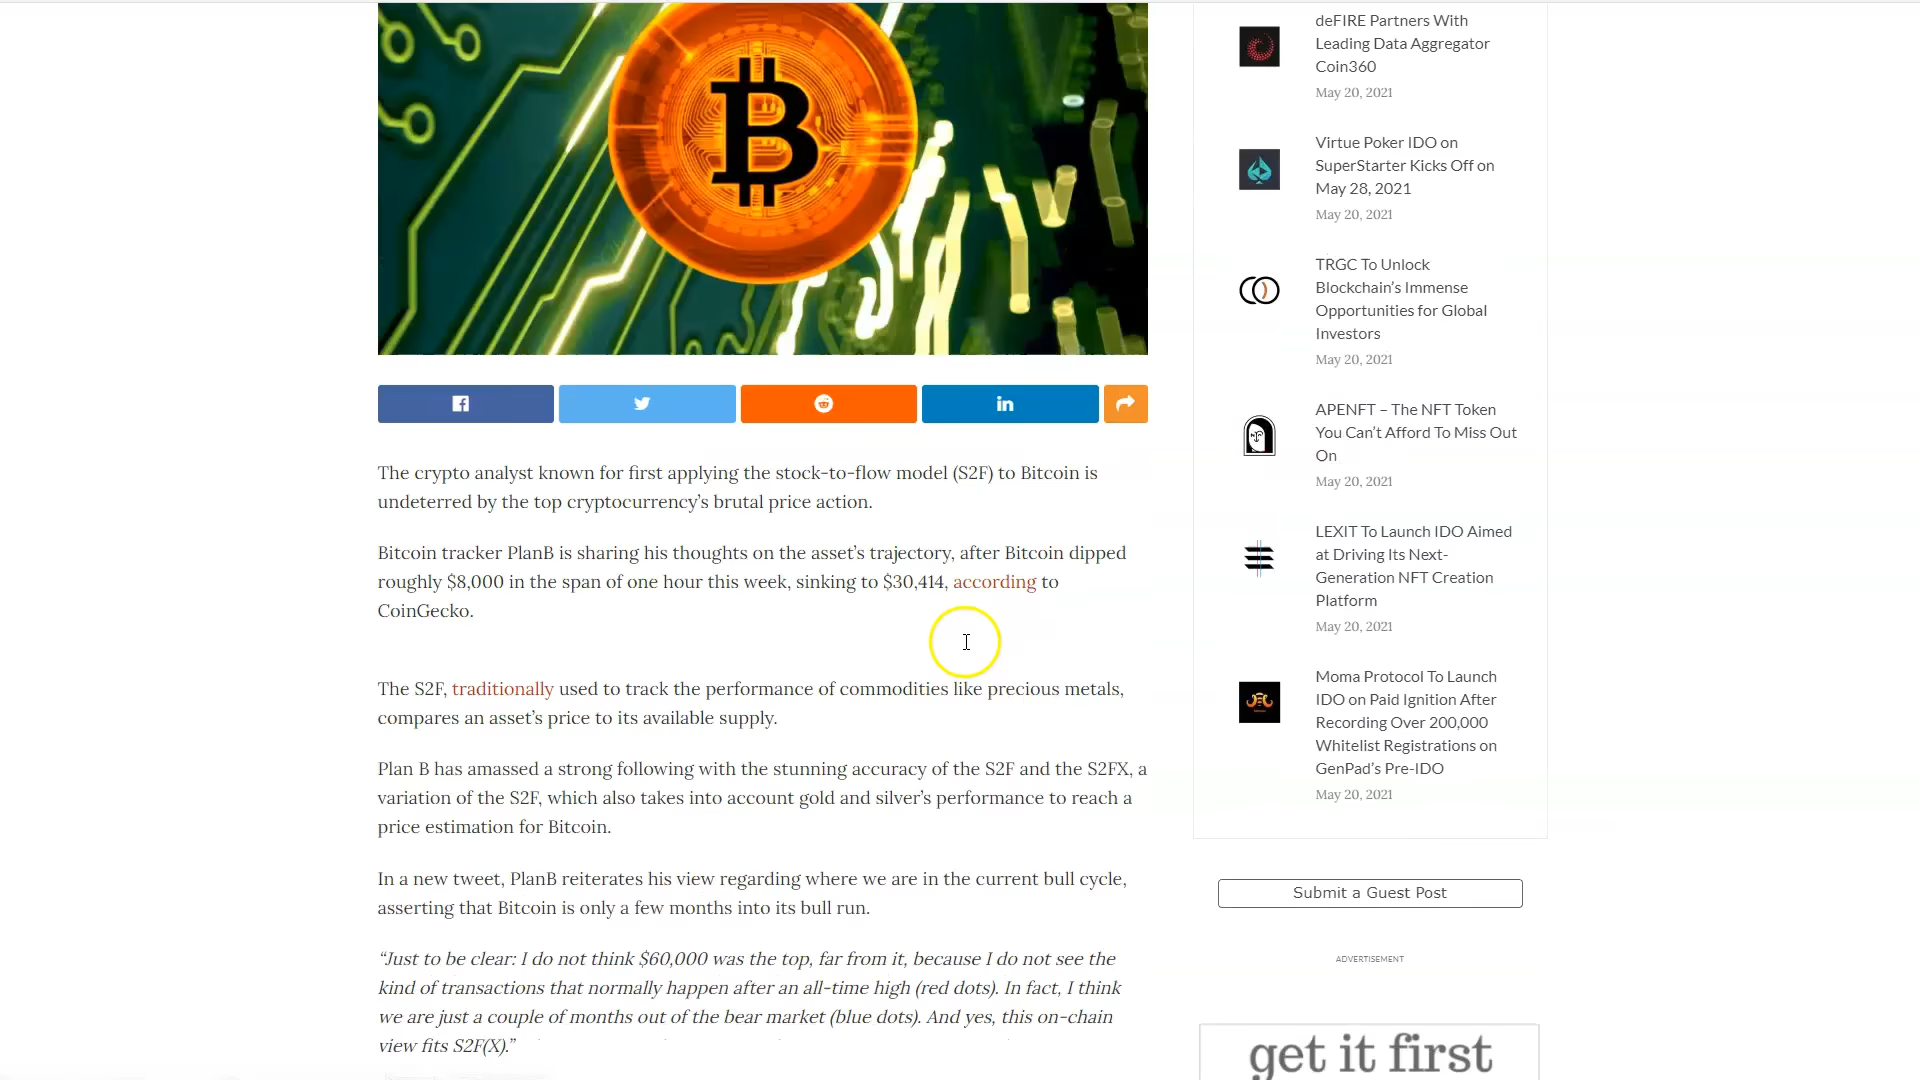 The crypto analyst known for first applying the stock-to-flow model (S2F) to Bitcoin is
undeterred by the top cryptocurrency’s brutal price action.
Bitcoin tracker PlanB is sharing his thoughts on the asset’s trajectory, after Bitcoin dipped
roughly $8,000 in the span of one hour this week, sinking to $30,414, according to
CoinGecko.
The S2F, traditionally used to track the performance of commodities like precious metals,
compares an asset’s price to its available supply.
Plan B has amassed a strong following with the stunning accuracy of the S2F and the S2FX, a
variation of the S2F, which also takes into account gold and silver’s performance to reach a
price estimation for Bitcoin.
In a new tweet, PlanB reiterates his view regarding where we are in the current bull cycle,
asserting that Bitcoin is only a few months into its bull run.
“Just to be clear: I do not think $60,000 was the top, far from it, because I do not see the
kind of transactions that normally happen after an all-time high (red dots). In fact, I think
we are just a couple of months out of the bear market (blue dots). And yes, this on-chain
view fits S2F(X).”
deFIRE Partners With
Leading Data Aggregator
Coin360
May 20, 2021
Virtue Poker IDO on
SuperStarter Kicks Off on
May 28, 2021
May 20, 2021
TRGC To Unlock
Blockchain’s Immense
Opportunities for Global
Investors
May 20, 2021
APENFT – The NFT Token
You Can’t Afford To Miss Out
On
May 20, 2021
LEXIT To Launch IDO Aimed
at Driving Its Next-
Generation NFT Creation
Platform
May 20, 2021
Moma Protocol To Launch
IDO on Paid Ignition After
Recording Over 200,000
Whitelist Registrations on
GenPad’s Pre-IDO
May 20, 2021
Submit a Guest Post
ADVERTISEMENT
get it first